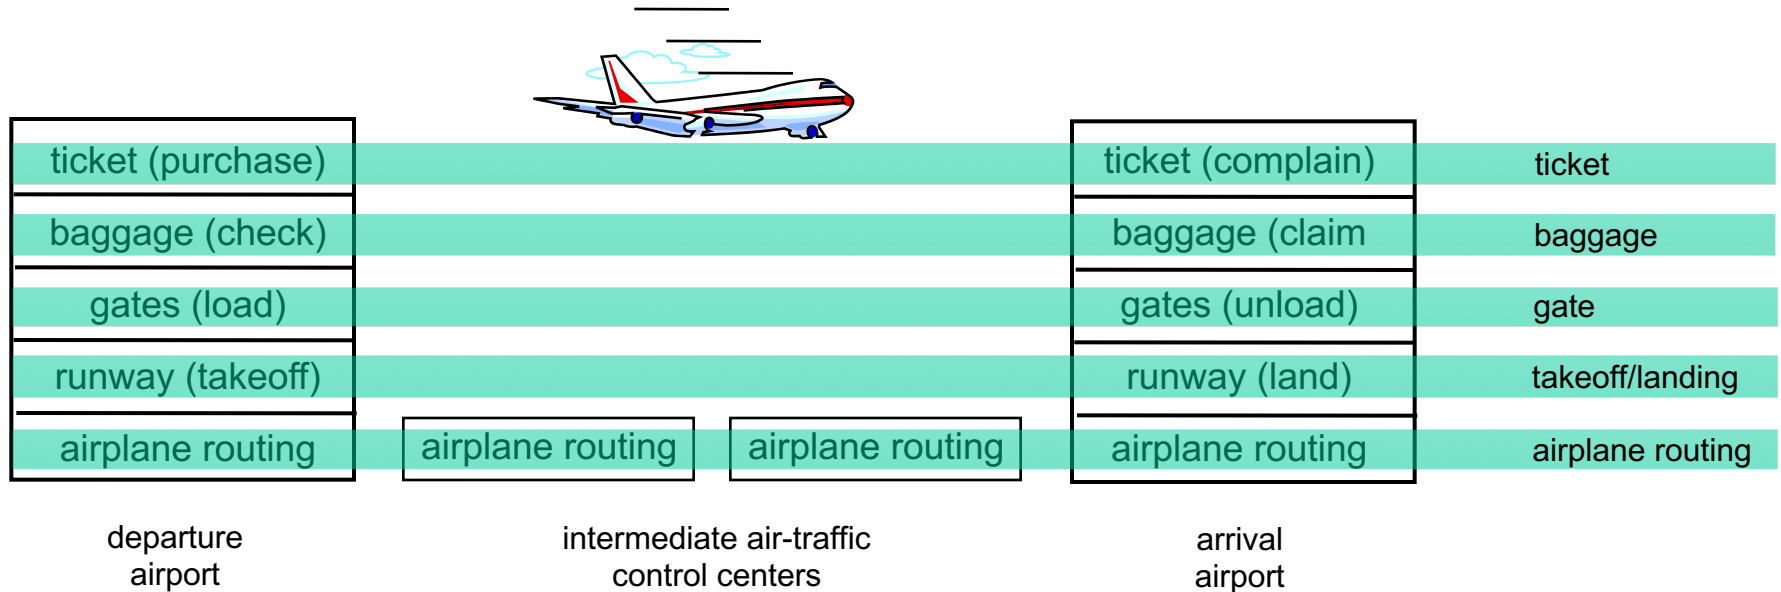 ticket (purchase)
ticket (complain)
ticket
baggage (check)
baggage (claim
baggage
gates (load)
gates (unload)
gate
runway (takeoff)
runway (land)
takeoff/landing
airplane routing
airplane routing
airplane routing
airplane routing
airplane routing
departure
airport
intermediate air-traffic
control centers
arrival
airport